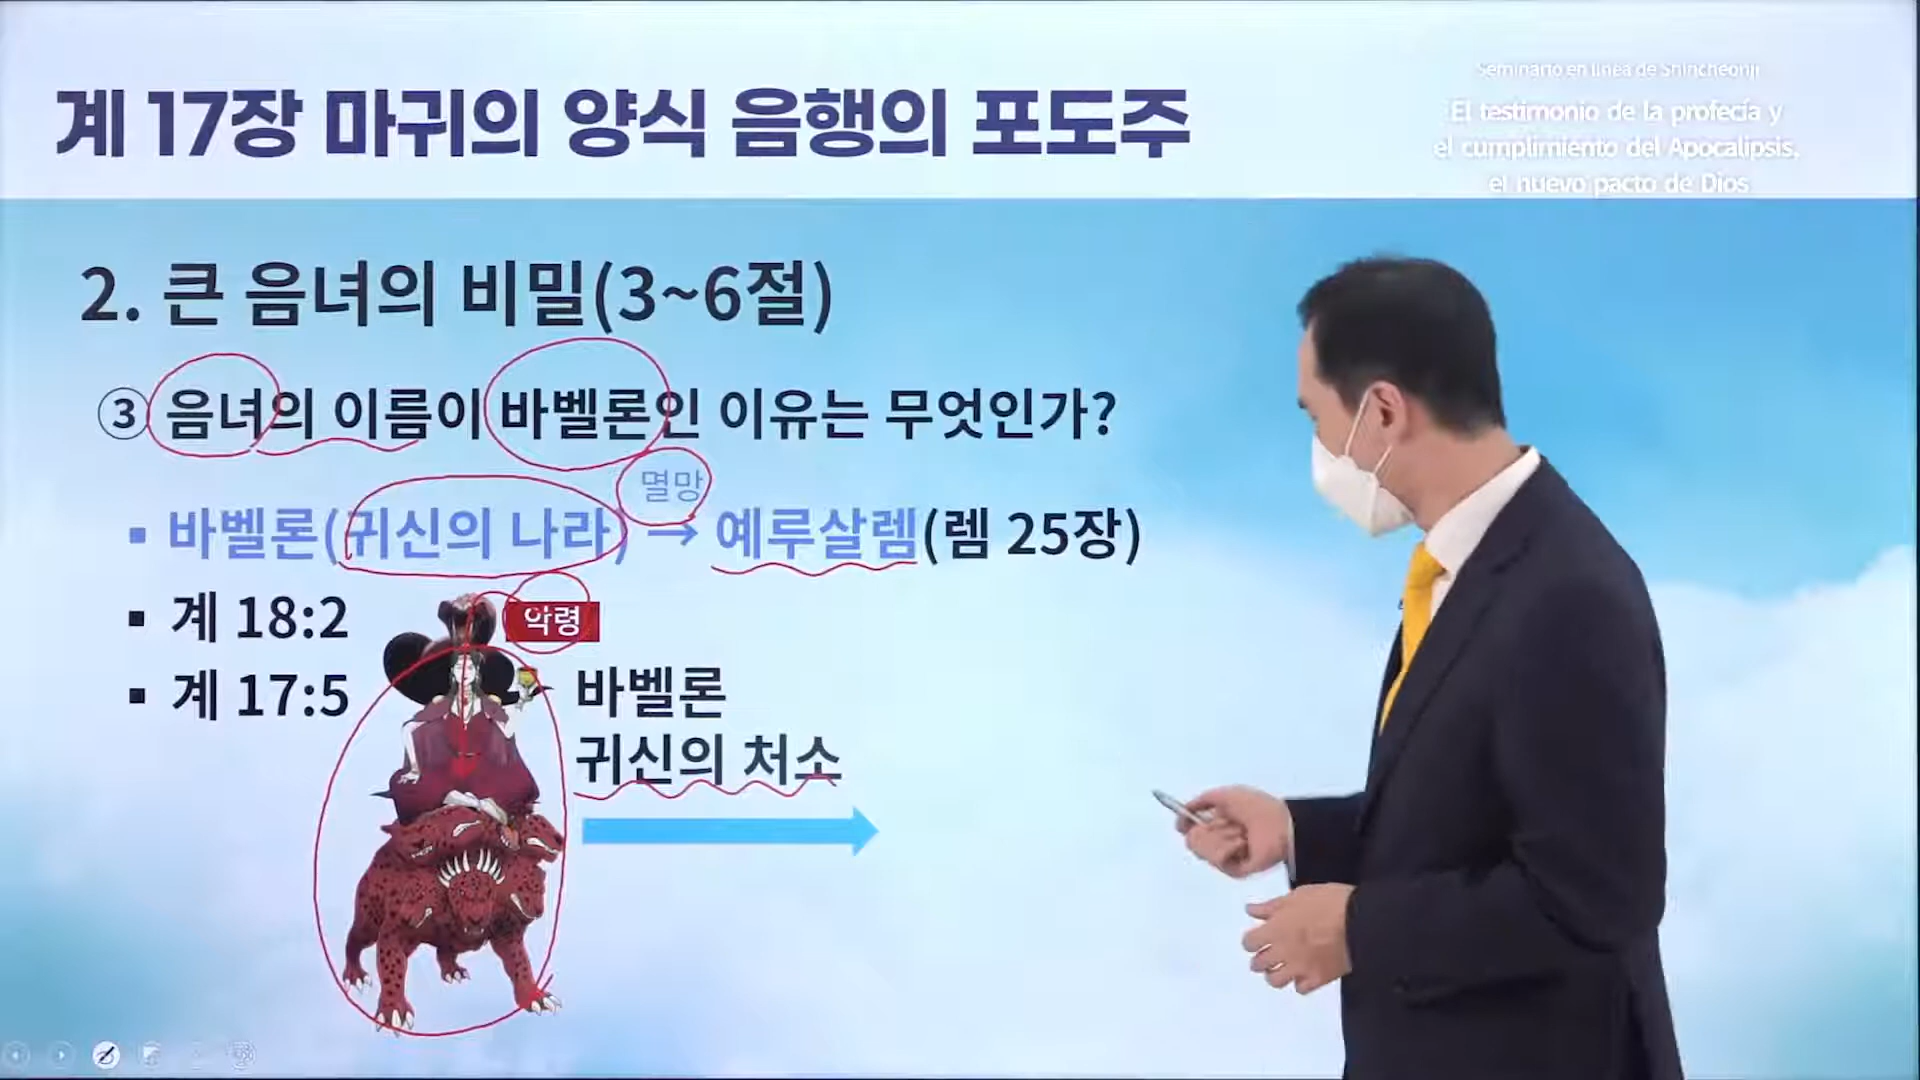 계 17장 마귀의 양식 음행의 포도주
Seminario en línea de Shincheonji
El testimonio de la profecía y
el cumplimiento del Apocalipsis,
el nuevo pacto de Dios
2. 큰 음녀의 비밀(3~6절)
③ 음녀의 이름이 바벨론인 이유는 무엇인가?
멸망
▪ 바벨론(귀신의 나라) → 예루살렘(렘 25장)
▪ 계 18:2
악령
▪ 계 17:5
바벨론
귀신의 처소